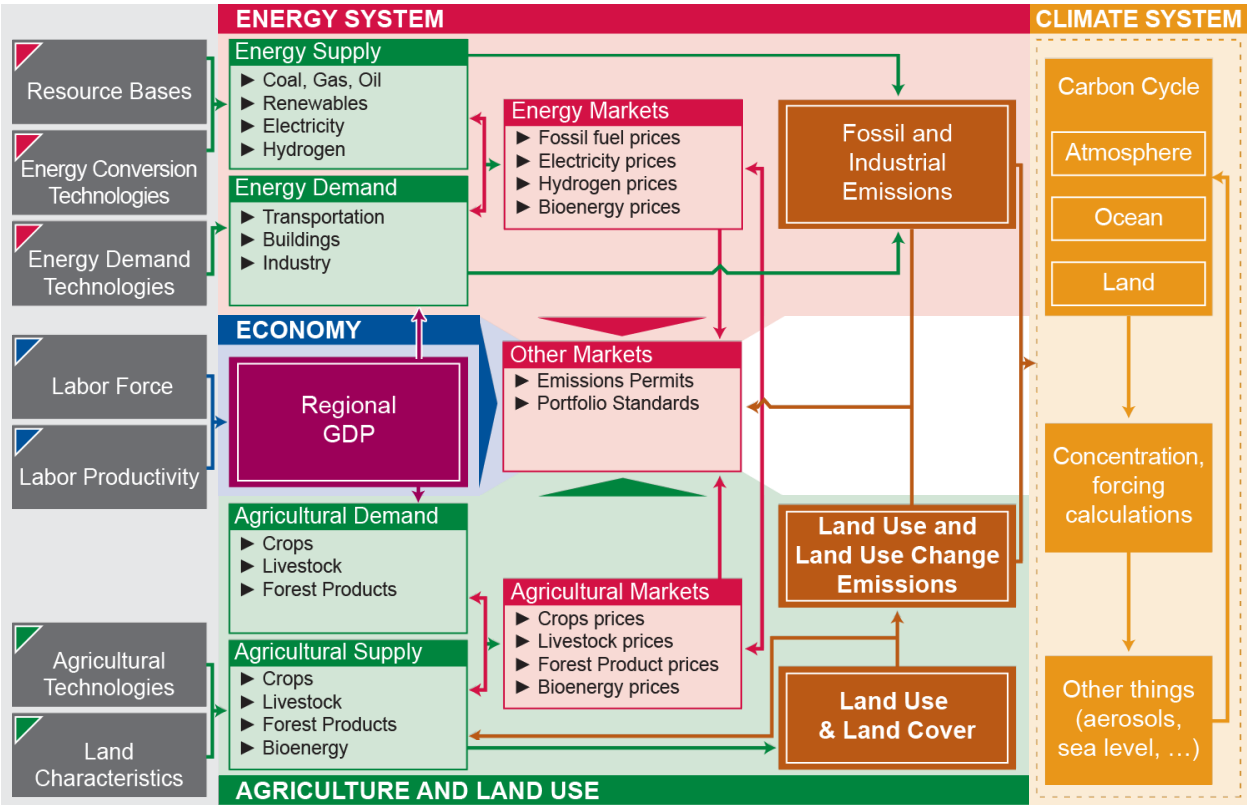 ENERGY SYSTEM
CLIMATE SYSTEM
Resource Bases
Energy Conversion
Technologies
Energy Demand
Technologies
Labor Force
Labor Productivity
Agricultural
Technologies
Land
Characteristics
Energy Supply
► Coal, Gas, Oil
► Renewables
► Electricity
► Hydrogen
Energy Demand
► Transportation
► Buildings
► Industry
Energy Markets
► Fossil fuel prices
► Electricity prices
► Hydrogen prices
► Bioenergy prices
Fossil and
Industrial
Emissions
ECONOMY
Regional
GDP
Other Markets
► Emissions Permits
► Portfolio Standards
Agricultural Demand
► Crops
► Livestock
► Forest Products
Agricultural Supply
► Crops
► Livestock
► Forest Products
► Bioenergy
Agricultural Markets
► Crops prices
► Livestock prices
► Forest Product prices
► Bioenergy prices
Land Use and
Land Use Change
Emissions
Land Use
& Land Cover
AGRICULTURE AND LAND USE
Carbon Cycle
Atmosphere
Ocean
Land
Concentration,
forcing
calculations
Other things
(aerosols,
sea level, ...)